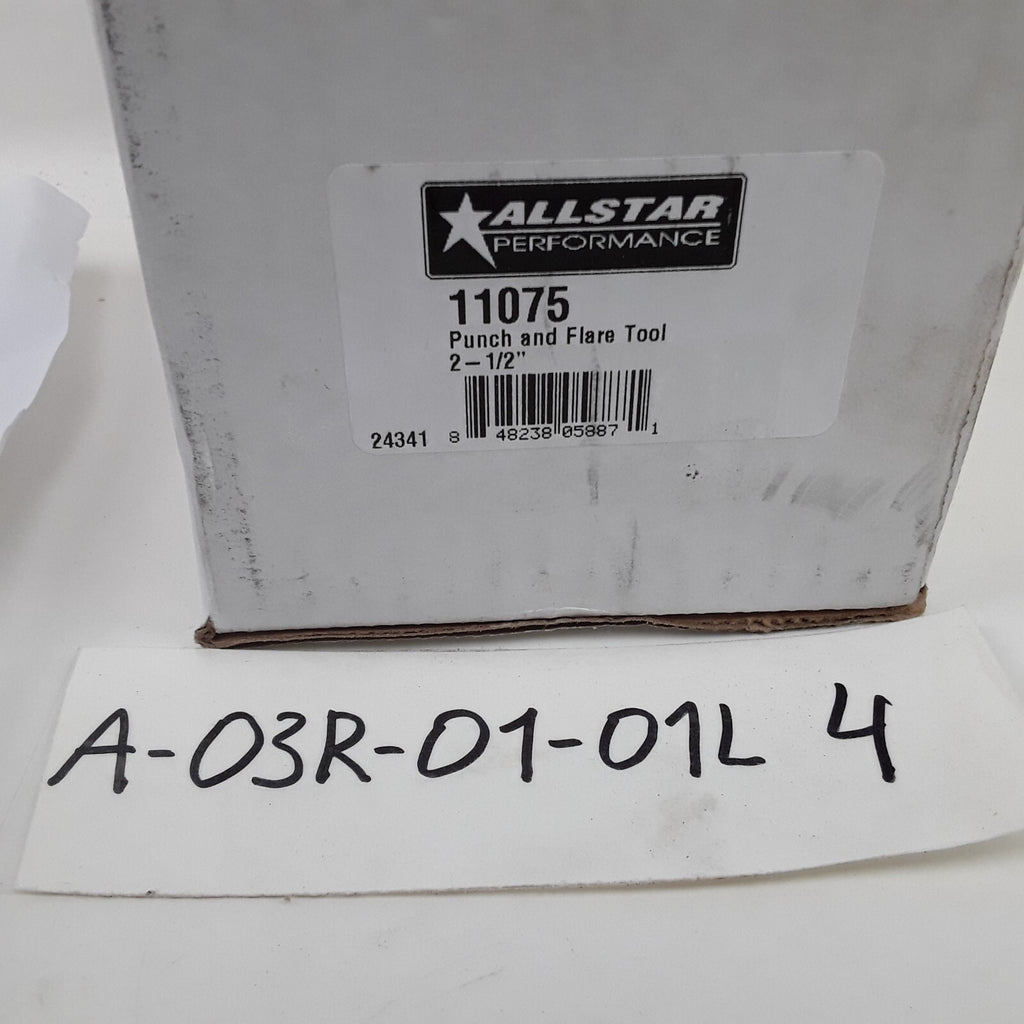 ALLSTAR
PERFORMANCE
11075
Punch and Flare Tool
2–1/2"
24341 8 48238 05887 1
A-03R-01-01L 4